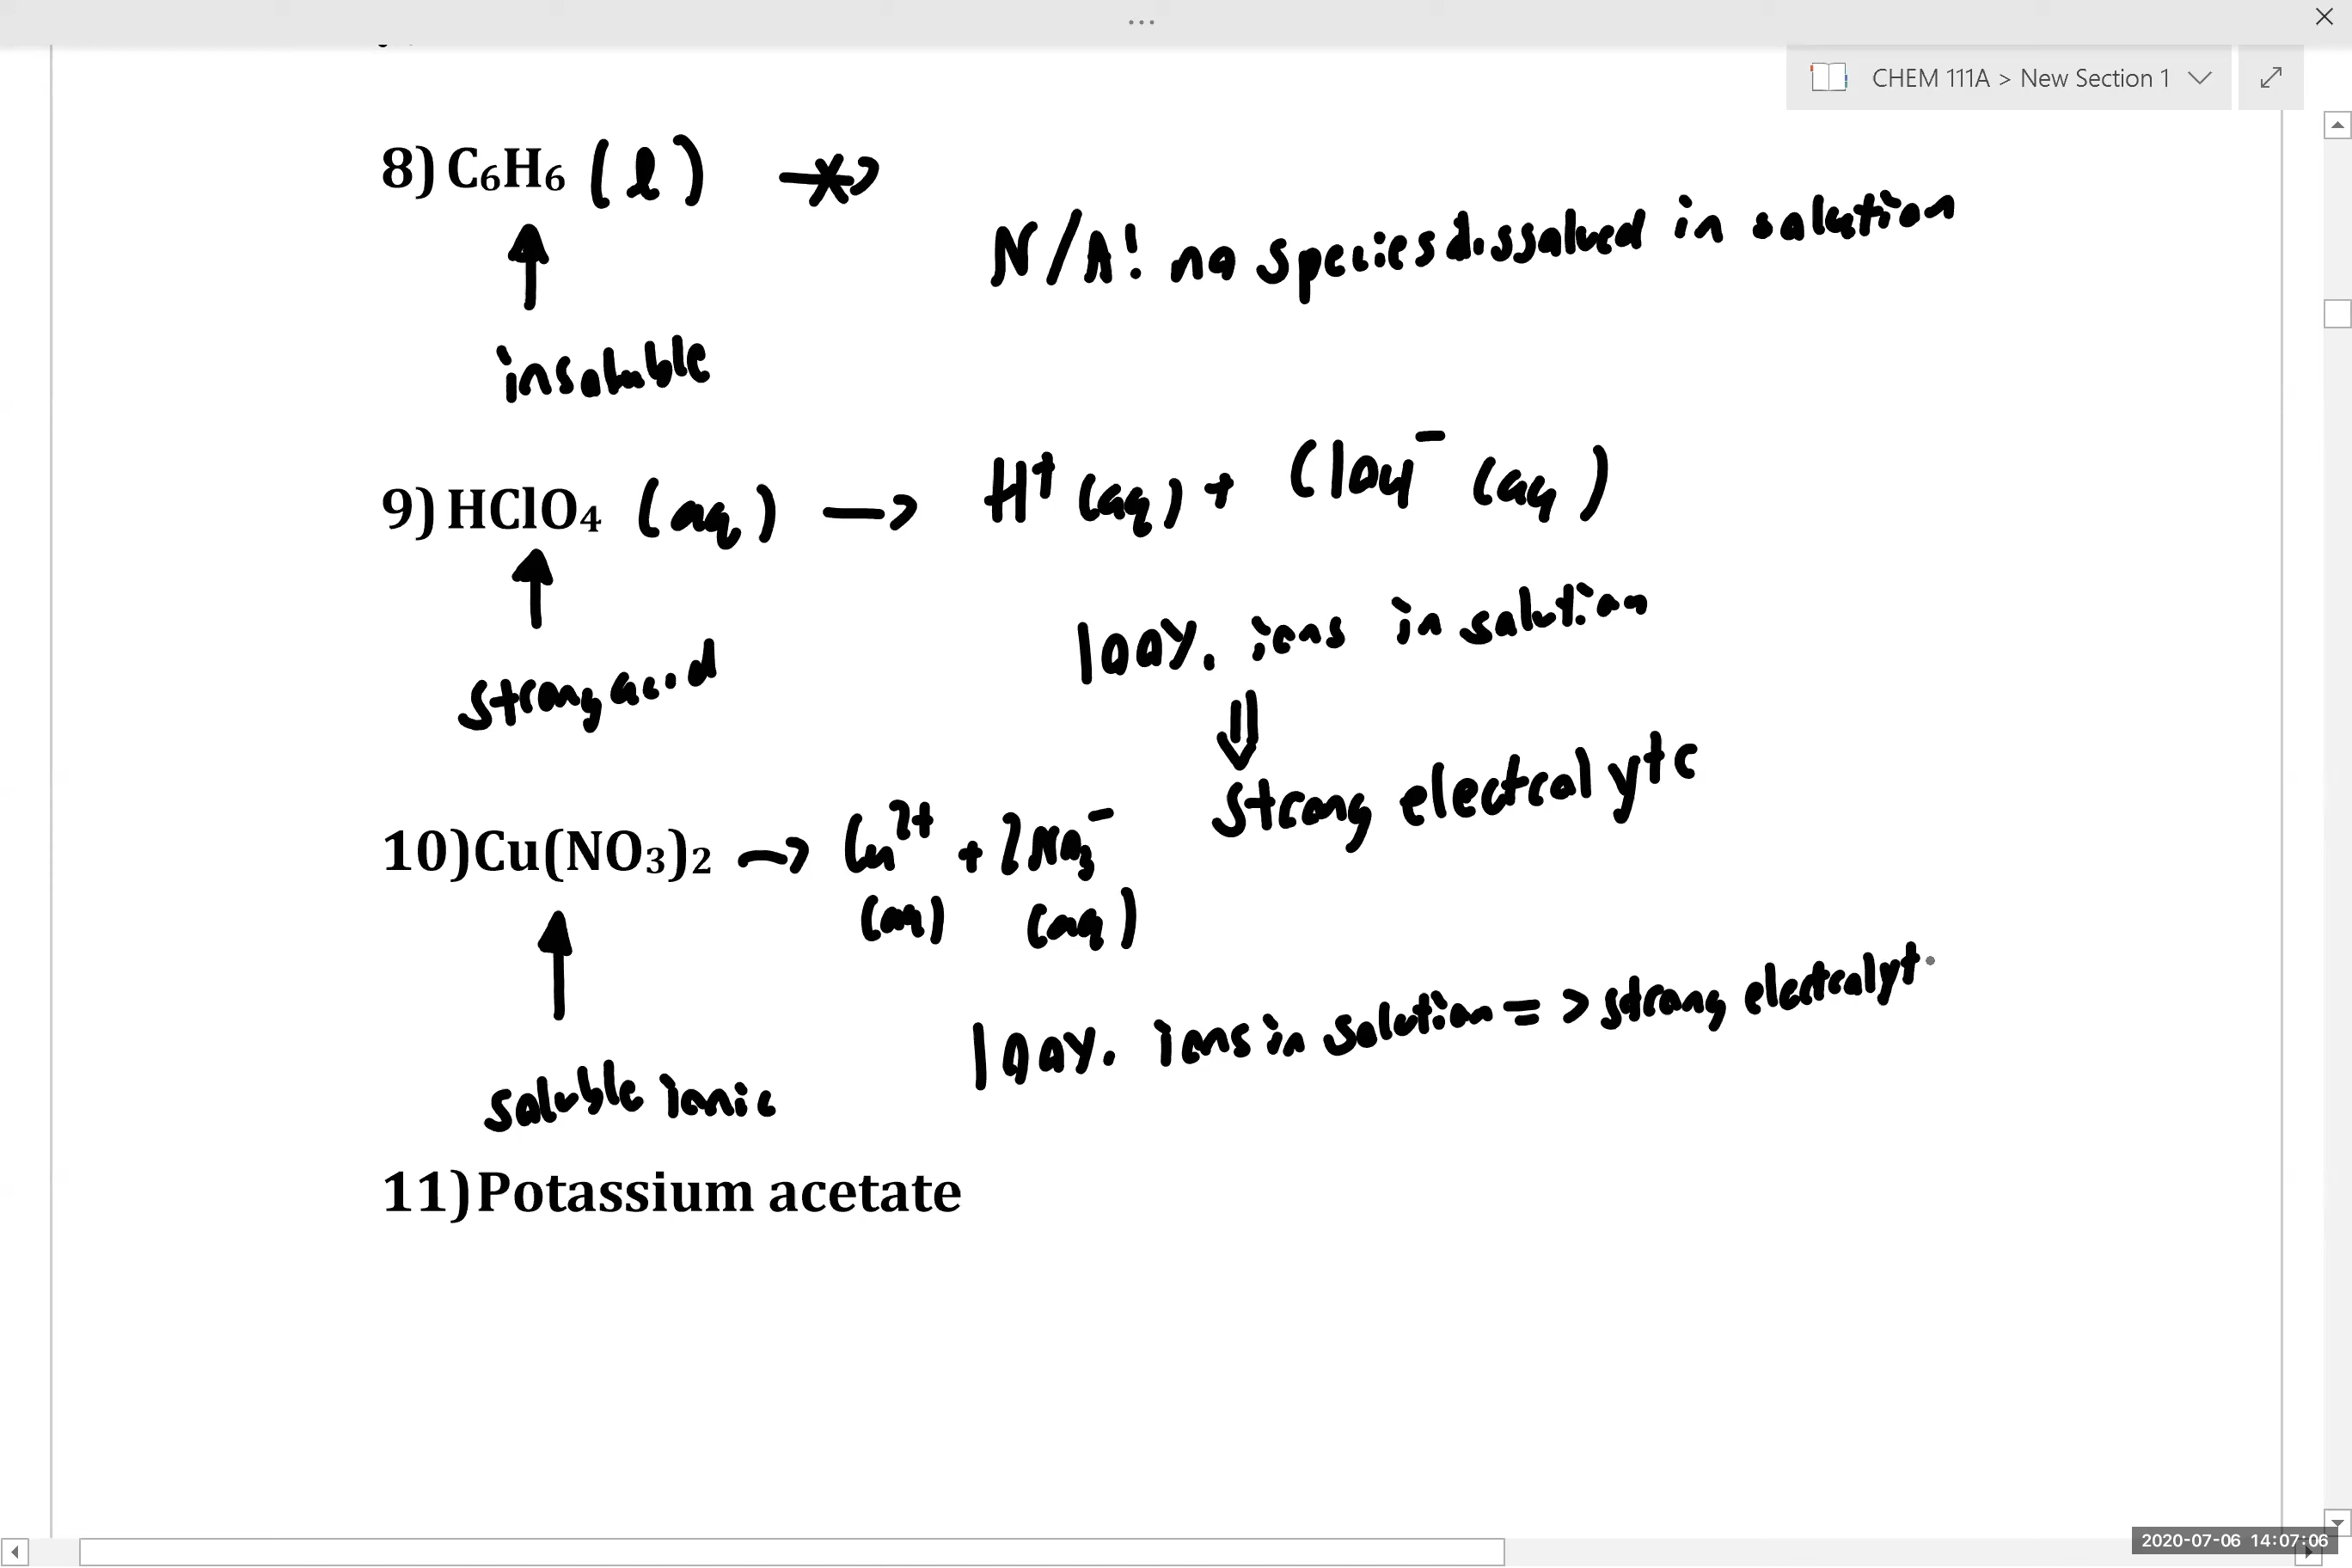 CHEM 111A > New Section 1
8) C₆H₆ (l)
N/A! no species dissolved in solution
insoluble
9) HClO₄ (aq) → H⁺ (aq) + ClO₄⁻ (aq)
strong acid
100% ions in solution
⇓
strong electrolyte
10) Cu(NO₃)₂ → Cu²⁺ + 2NO₃⁻
(aq) (aq)
100% ions in solution => strong electrolyt
soluble ionic
11) Potassium acetate
2020-07-06 14:07:06